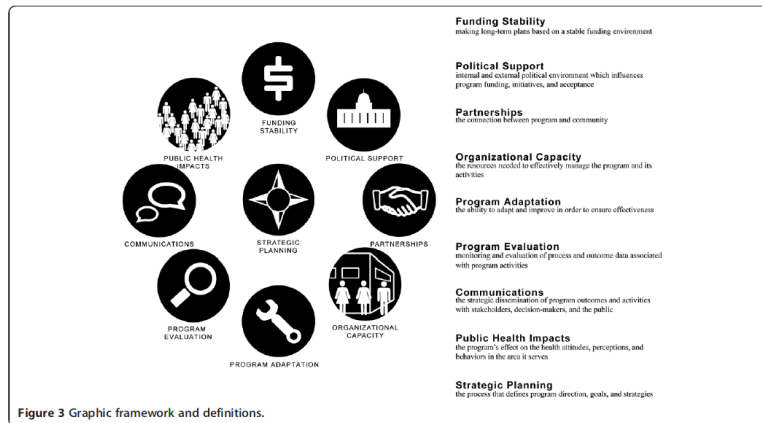 FUNDING
STABILITY
PUBLIC HEALTH
IMPACTS
POLITICAL SUPPORT
COMMUNICATIONS
STRATEGIC
PLANNING
PARTNERSHIPS
PROGRAM
EVALUATION
ORGANIZATIONAL
CAPACITY
PROGRAM ADAPTATION
Funding Stability
making long-term plans based on a stable funding environment
Political Support
internal and external political environment which influences
program funding, initiatives, and acceptance
Partnerships
the connection between program and community
Organizational Capacity
the resources needed to effectively manage the program and its
activities
Program Adaptation
the ability to adapt and improve in order to ensure effectiveness
Program Evaluation
monitoring and evaluation of process and outcome data associated
with program activities
Communications
the strategic dissemination of program outcomes and activities
with stakeholders, decision-makers, and the public
Public Health Impacts
the program's effect on the health attitudes, perceptions, and
behaviors in the area it serves
Strategic Planning
the process that defines program direction, goals, and strategies
Figure 3 Graphic framework and definitions.